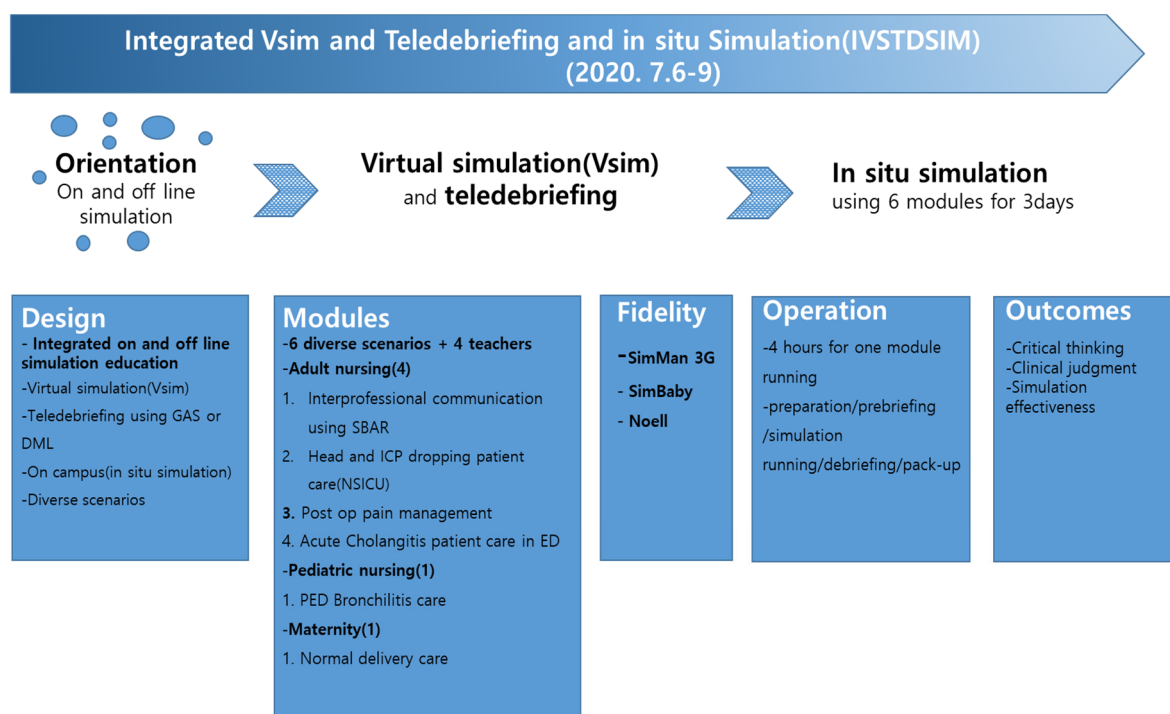 Integrated Vsim and Teledebriefing and in situ Simulation(IVSTDSIM)
(2020. 7.6-9)
Orientation
On and off line
simulation
Virtual simulation(Vsim)
and teledebriefing
In situ simulation
using 6 modules for 3days
Design
- Integrated on and off line
simulation education
-Virtual simulation(Vsim)
-Teledebriefing using GAS or
DML
-On campus(in situ simulation)
-Diverse scenarios
Modules
-6 diverse scenarios + 4 teachers
-Adult nursing(4)
1. Interprofessional communication
using SBAR
2. Head and ICP dropping patient
care(NSICU)
3. Post op pain management
4. Acute Cholangitis patient care in ED
-Pediatric nursing(1)
1. PED Bronchilitis care
-Maternity(1)
1. Normal delivery care
Fidelity
-SimMan 3G
- SimBaby
- Noell
Operation
-4 hours for one module
running
-preparation/prebriefing
/simulation
running/debriefing/pack-up
Outcomes
-Critical thinking
-Clinical judgment
-Simulation
effectiveness